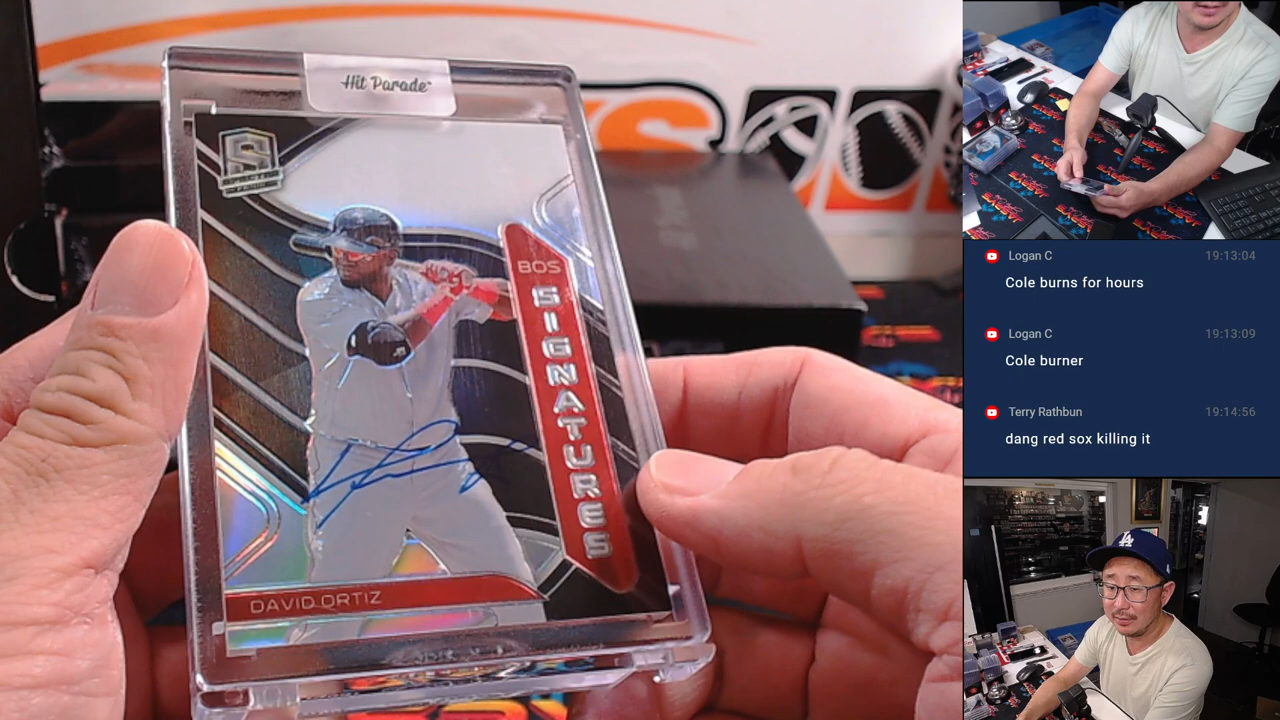 Hit Parade
S
BOS
SIGNATURES
DAVID ORTIZ
Logan C 19:13:04
Cole burns for hours
Logan C 19:13:09
Cole burner
Terry Rathbun 19:14:56
dang red sox killing it
LA